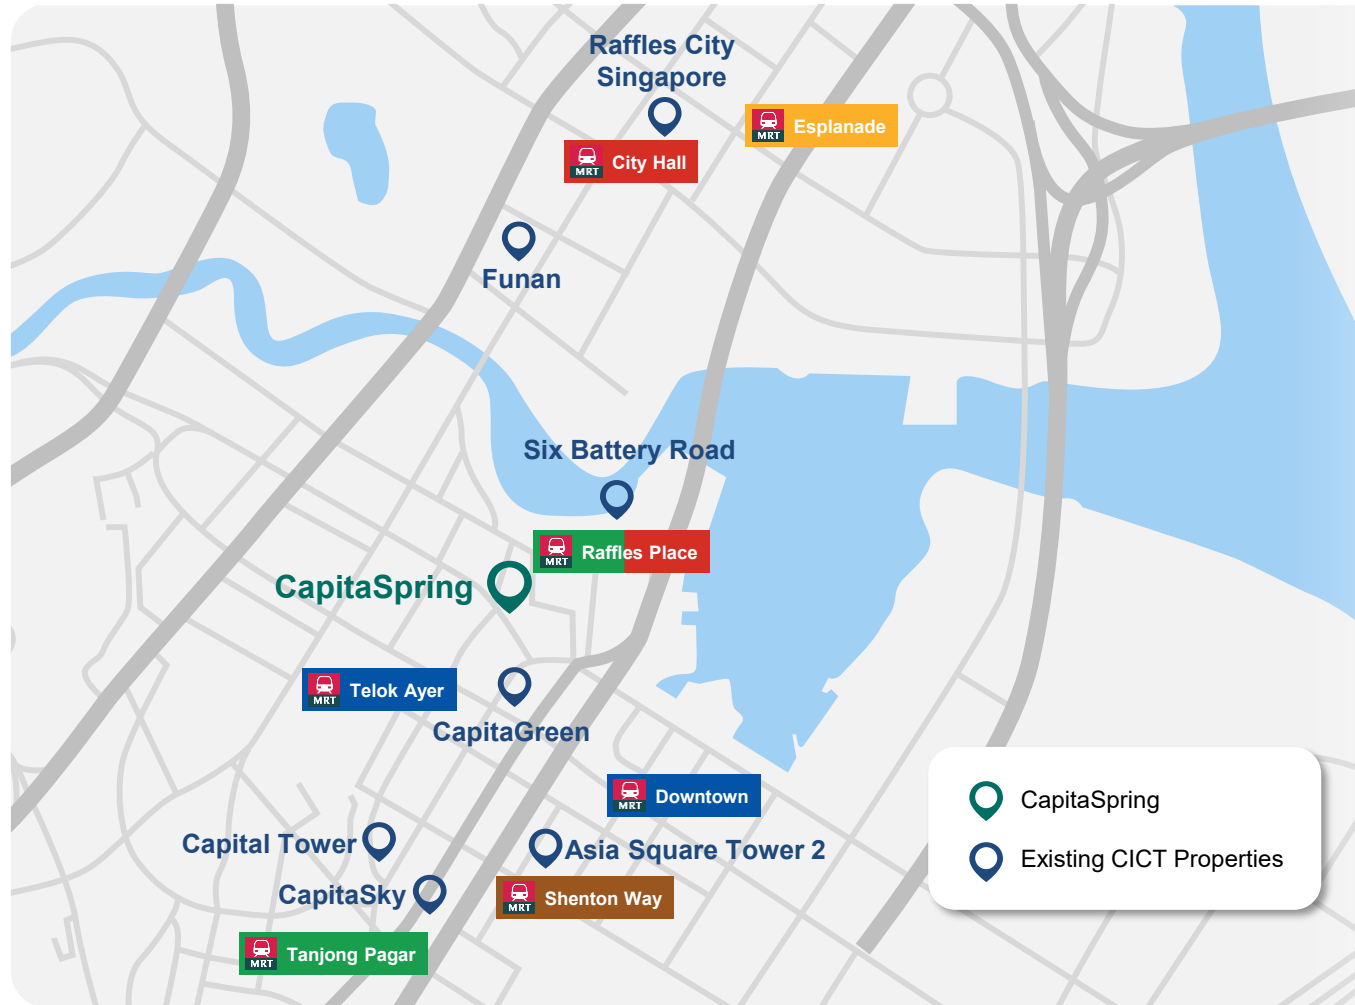 Raffles City
Singapore
MRT Esplanade
MRT City Hall
Funan
Six Battery Road
MRT Raffles Place
CapitaSpring
MRT Telok Ayer
CapitaGreen
MRT Downtown
Capital Tower
Asia Square Tower 2
CapitaSky
MRT Shenton Way
MRT Tanjong Pagar
CapitaSpring
Existing CICT Properties